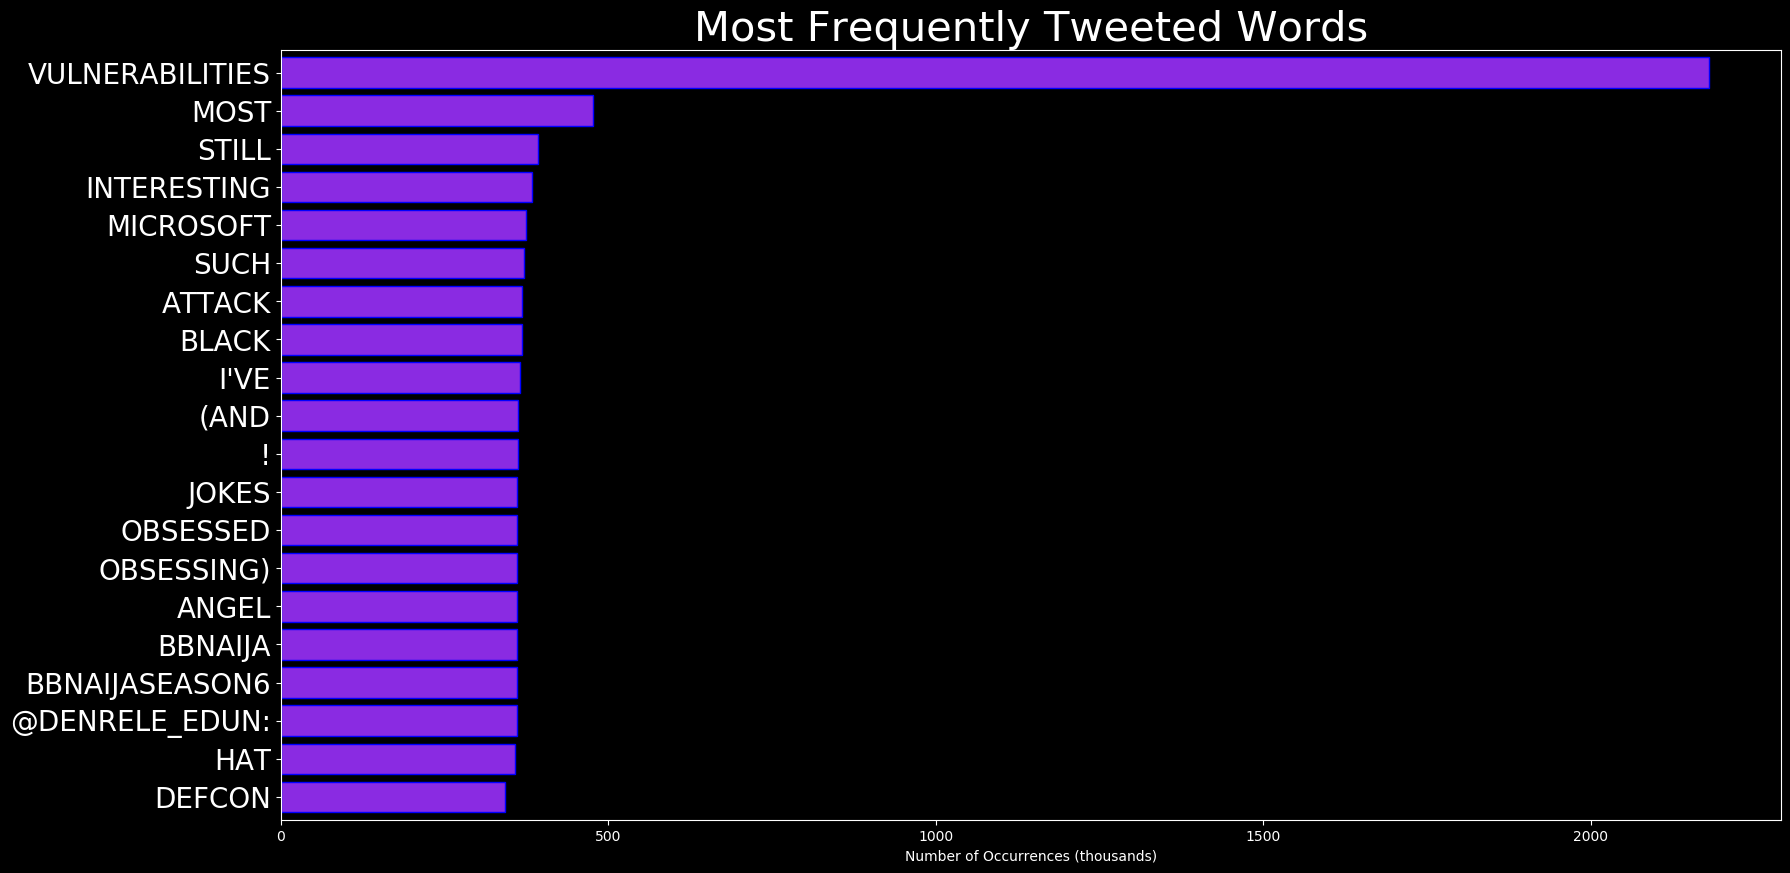 Most Frequently Tweeted Words
VULNERABILITIES
MOST
STILL
INTERESTING
MICROSOFT
SUCH
ATTACK
BLACK
I'VE
(AND
!
JOKES
OBSESSED
OBSESSING)
ANGEL
BBNAIJA
BBNAIJASEASON6
@DENRELE_EDUN:
HAT
DEFCON
0 500 1000 1500 2000
Number of Occurrences (thousands)